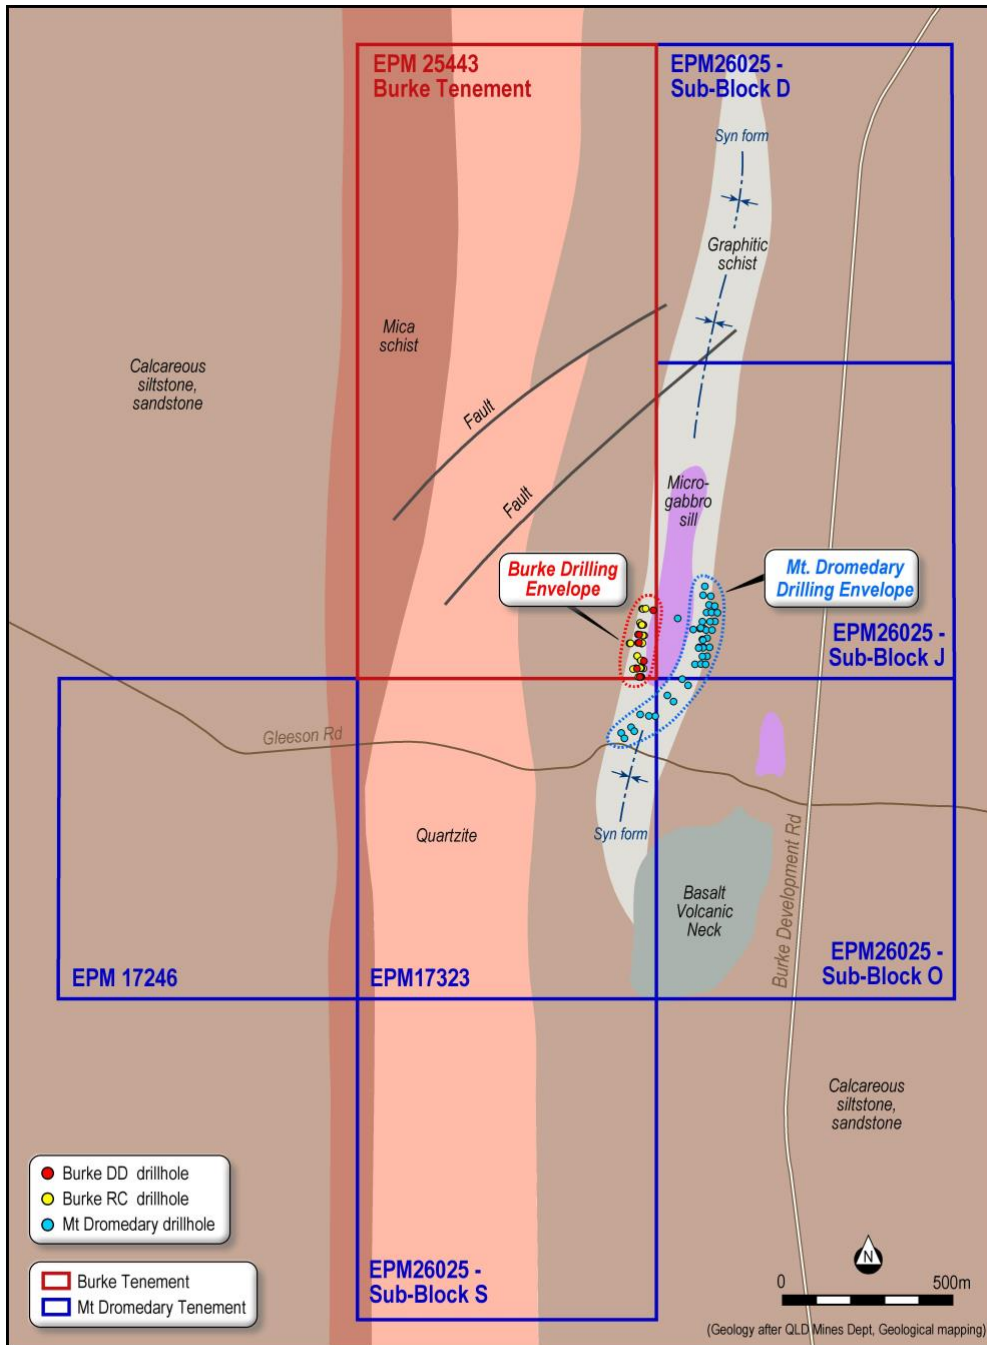 EPM 25443
Burke Tenement
EPM26025 -
Sub-Block D
Syn form
Graphitic
schist
Mica
schist
Calcareous
siltstone,
sandstone
Fault
Fault
Micro-
gabbro
sill
Burke Drilling
Envelope
Mt. Dromedary
Drilling Envelope
EPM26025 -
Sub-Block J
Gleeson Rd
Quartzite
Syn form
Basalt
Volcanic
Neck
Burke Development Rd
EPM 17246
EPM17323
EPM26025 -
Sub-Block O
Calcareous
siltstone,
sandstone
Burke DD drillhole
Burke RC drillhole
Mt Dromedary drillhole
Burke Tenement
Mt Dromedary Tenement
EPM26025 -
Sub-Block S
N
0 500m
(Geology after QLD Mines Dept, Geological mapping)